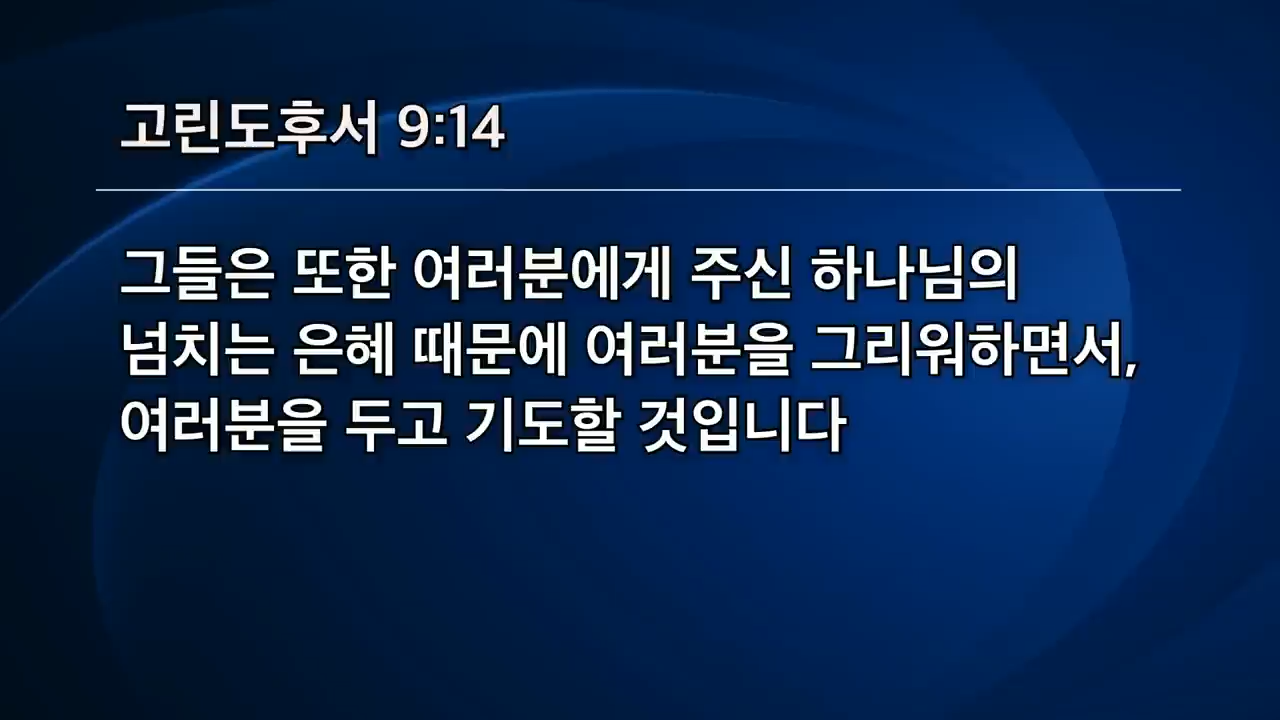 고린도후서 9:14
그들은 또한 여러분에게 주신 하나님의
넘치는 은혜 때문에 여러분을 그리워하면서,
여러분을 두고 기도할 것입니다